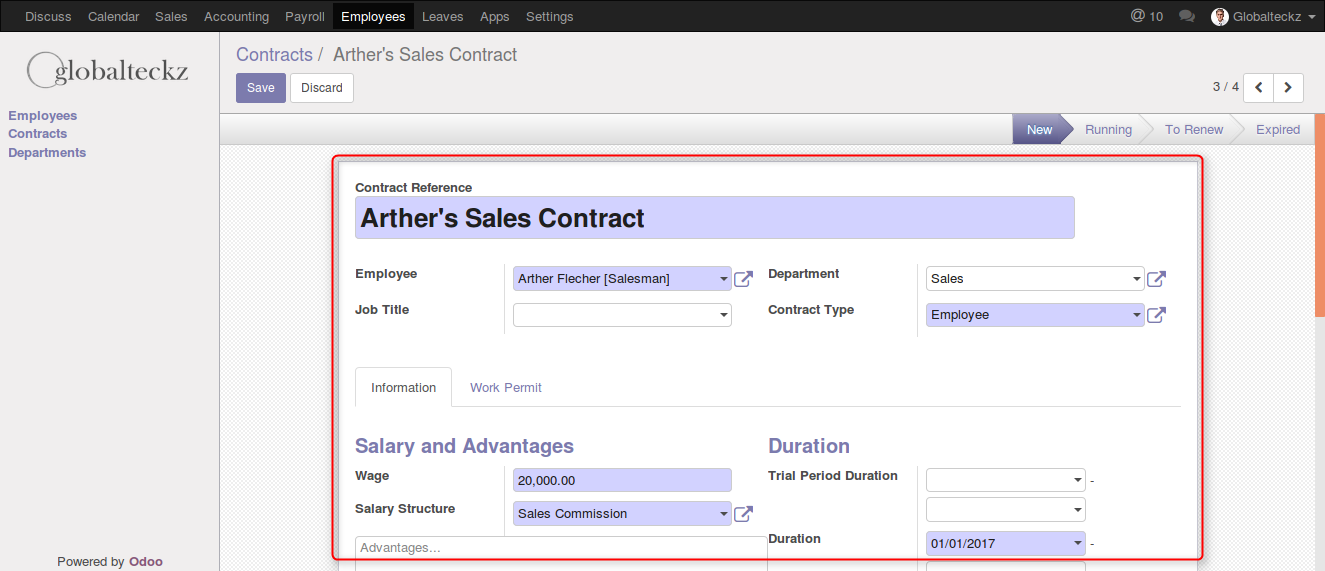 Discuss Calendar Sales Accounting Payroll Employees Leaves Apps Settings @ 10 Globalteckz
globalteckz
Contracts / Arther's Sales Contract
Save Discard 3 / 4
Employees
Contracts
Departments
New Running To Renew Expired
Contract Reference
Arther's Sales Contract
Employee Arther Flecher [Salesman] Department Sales
Job Title Contract Type Employee
Information Work Permit
Salary and Advantages Duration
Wage 20,000.00 Trial Period Duration -
Salary Structure Sales Commission
Advantages... Duration 01/01/2017 -
Powered by Odoo